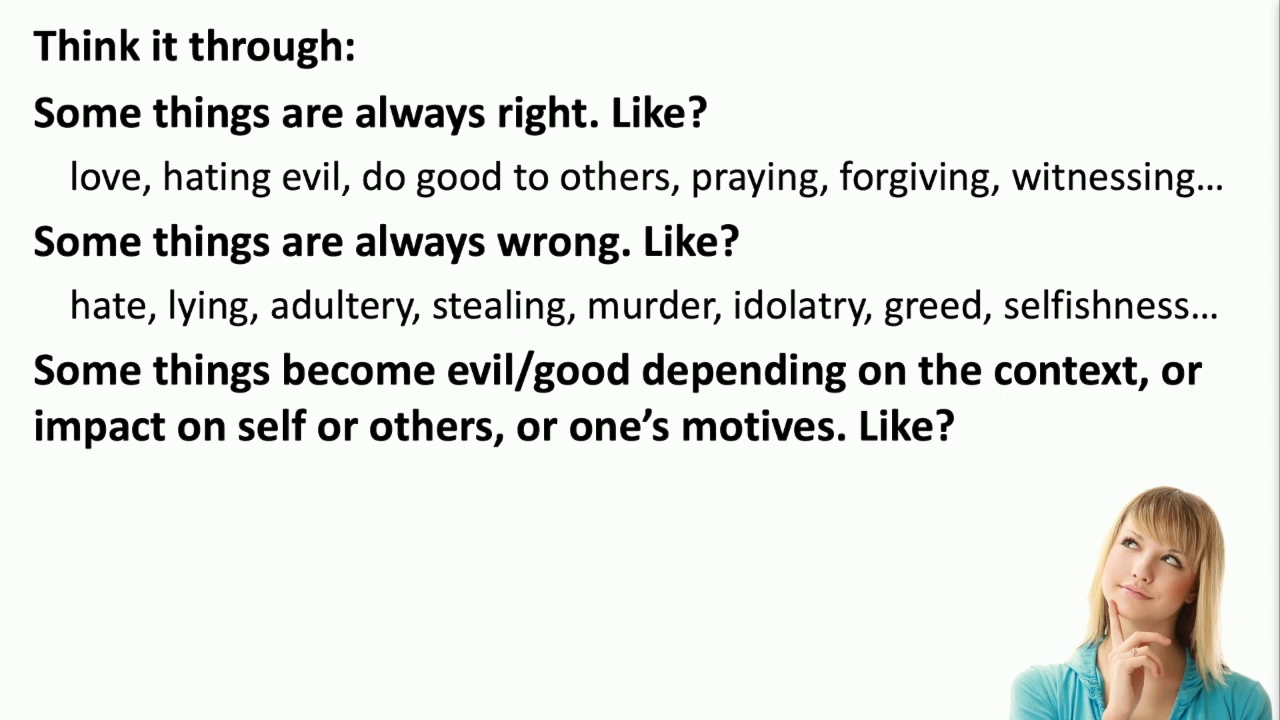 Think it through:
Some things are always right. Like?
love, hating evil, do good to others, praying, forgiving, witnessing...
Some things are always wrong. Like?
hate, lying, adultery, stealing, murder, idolatry, greed, selfishness...
Some things become evil/good depending on the context, or
impact on self or others, or one’s motives. Like?